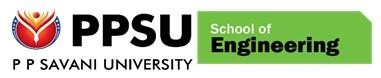 PPSU
P P SAVANI UNIVERSITY
School of
Engineering